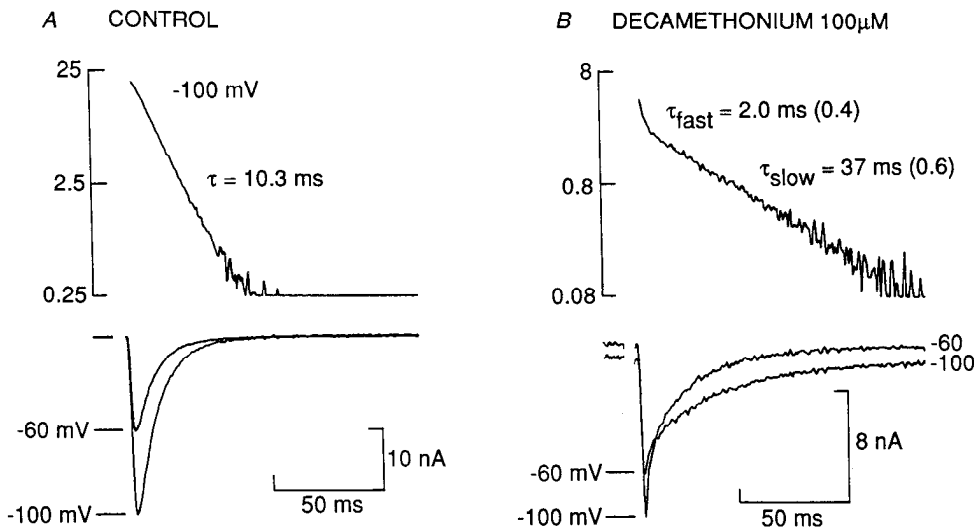 A CONTROL
25
2.5
0.25
-100 mV
τ = 10.3 ms
-60 mV
-100 mV
10 nA
50 ms
B DECAMETHONIUM 100μM
8
0.8
0.08
τfast = 2.0 ms (0.4)
τslow = 37 ms (0.6)
-60
-100
-60 mV
-100 mV
8 nA
50 ms